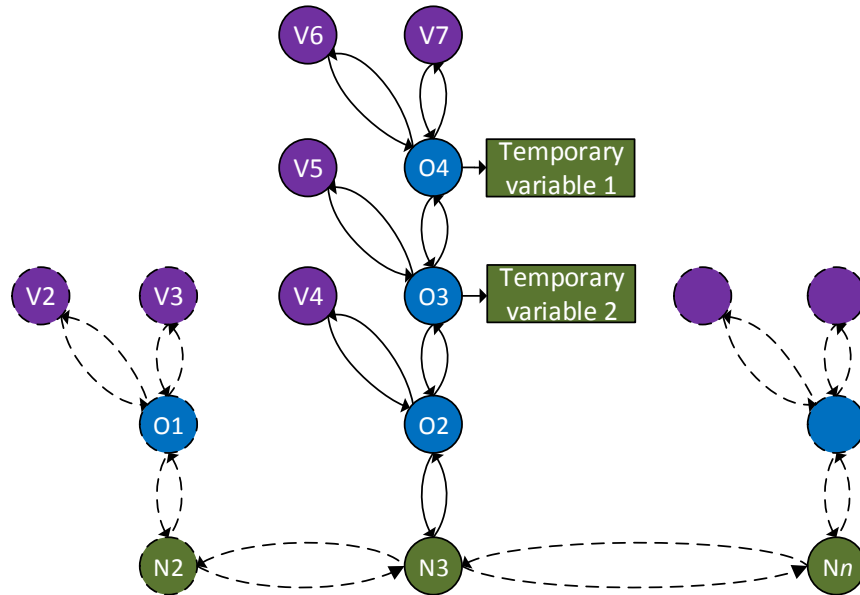 V6
V7
V5
O4
Temporary
variable 1
V2
V3
V4
O3
Temporary
variable 2
O1
O2
N2
N3
Nn